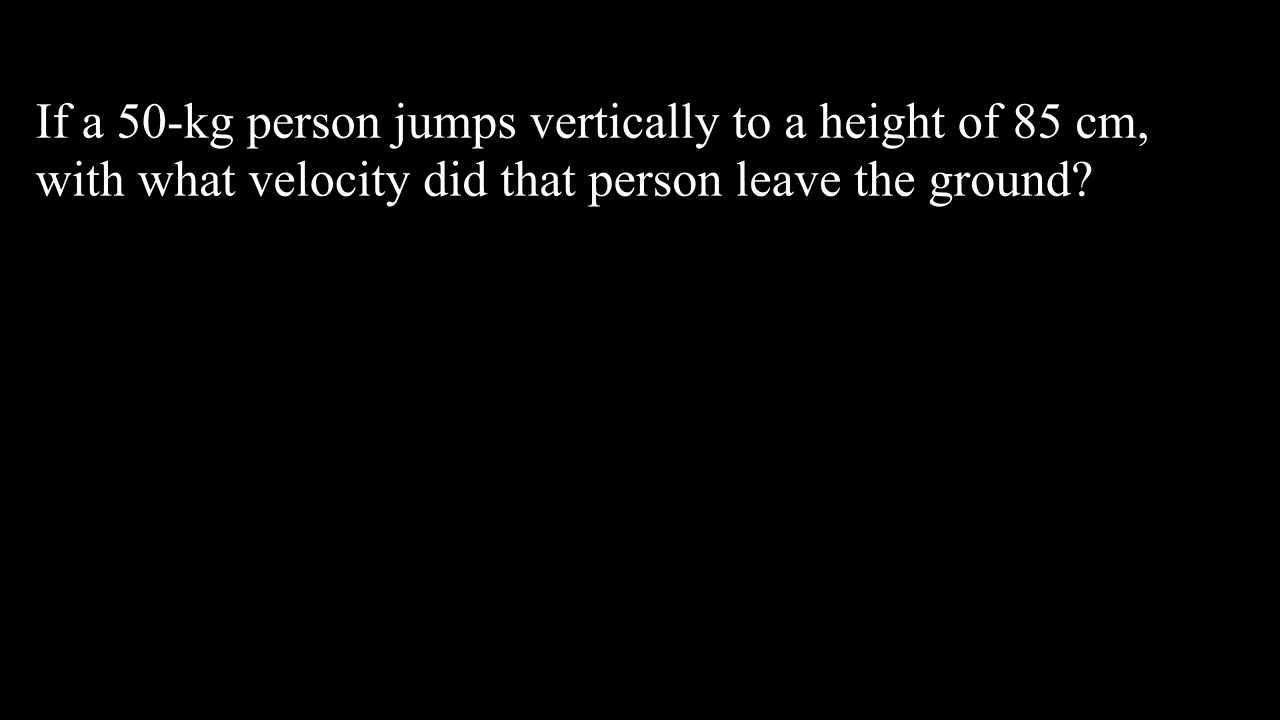 If a 50-kg person jumps vertically to a height of 85 cm,
with what velocity did that person leave the ground?